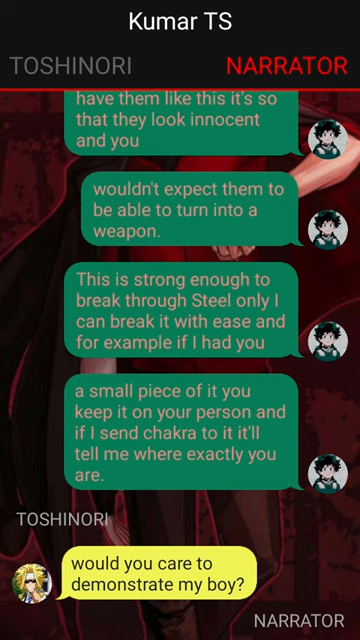 Kumar TS
TOSHINORI
NARRATOR
have them like this it's so
that they look innocent
and you
wouldn't expect them to
be able to turn into a
weapon.
This is strong enough to
break through Steel only I
can break it with ease and
for example if I had you
a small piece of it you
keep it on your person and
if I send chakra to it it'll
tell me where exactly you
are.
TOSHINORI
would you care to
demonstrate my boy?
NARRATOR